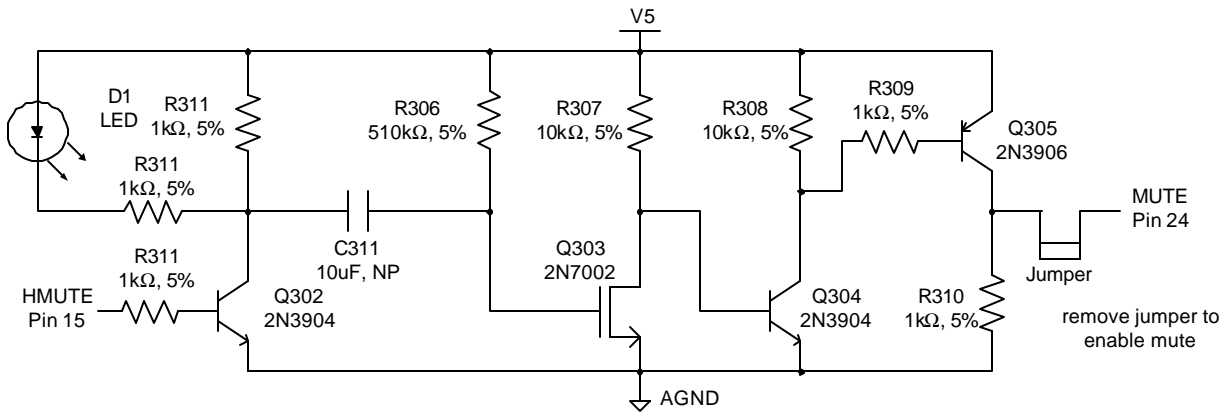 V5
D1
LED
R311
1kΩ, 5%
R306
510kΩ, 5%
R307
10kΩ, 5%
R308
10kΩ, 5%
R309
1kΩ, 5%
Q305
2N3906
R311
1kΩ, 5%
MUTE
Pin 24
C311
10uF, NP
Q303
2N7002
Jumper
R311
1kΩ, 5%
HMUTE
Pin 15
Q302
2N3904
Q304
2N3904
R310
1kΩ, 5%
remove jumper to
enable mute
AGND